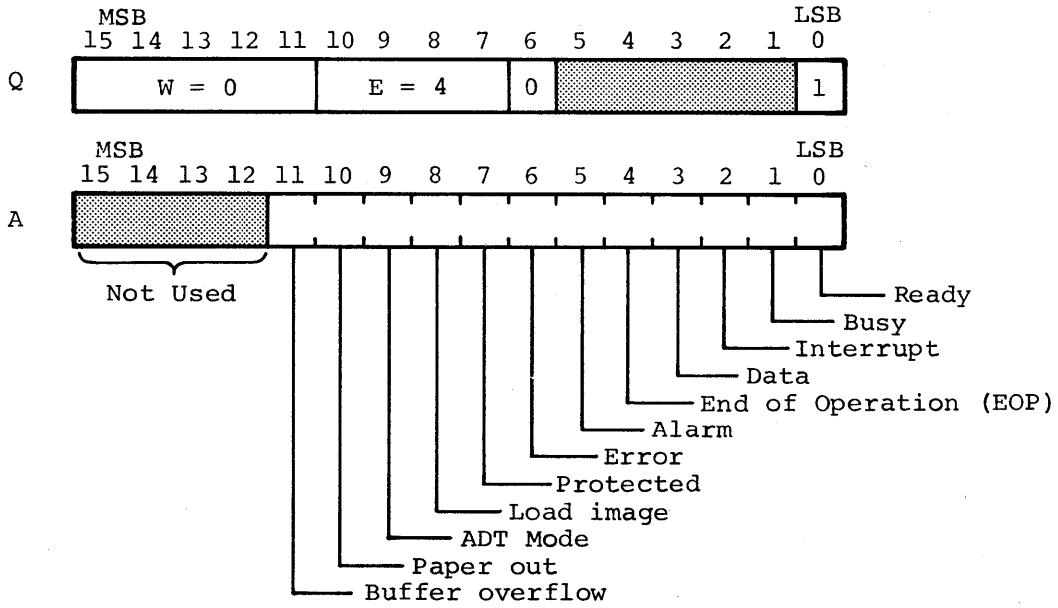 MSB LSB
15 14 13 12 11 10 9 8 7 6 5 4 3 2 1 0
Q W = 0 E = 4 0 1
MSB LSB
15 14 13 12 11 10 9 8 7 6 5 4 3 2 1 0
A
Not Used
Ready
Busy
Interrupt
Data
End of Operation (EOP)
Alarm
Error
Protected
Load image
ADT Mode
Paper out
Buffer overflow